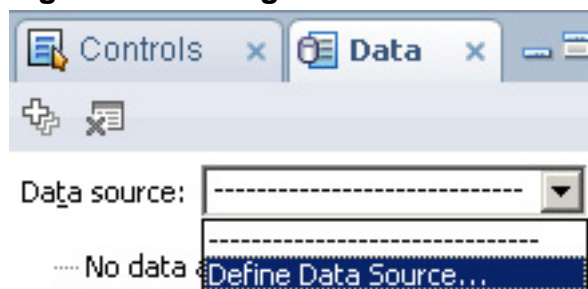 Controls Data
Data source: ----------------------------
------------------------------
No data
Define Data Source...